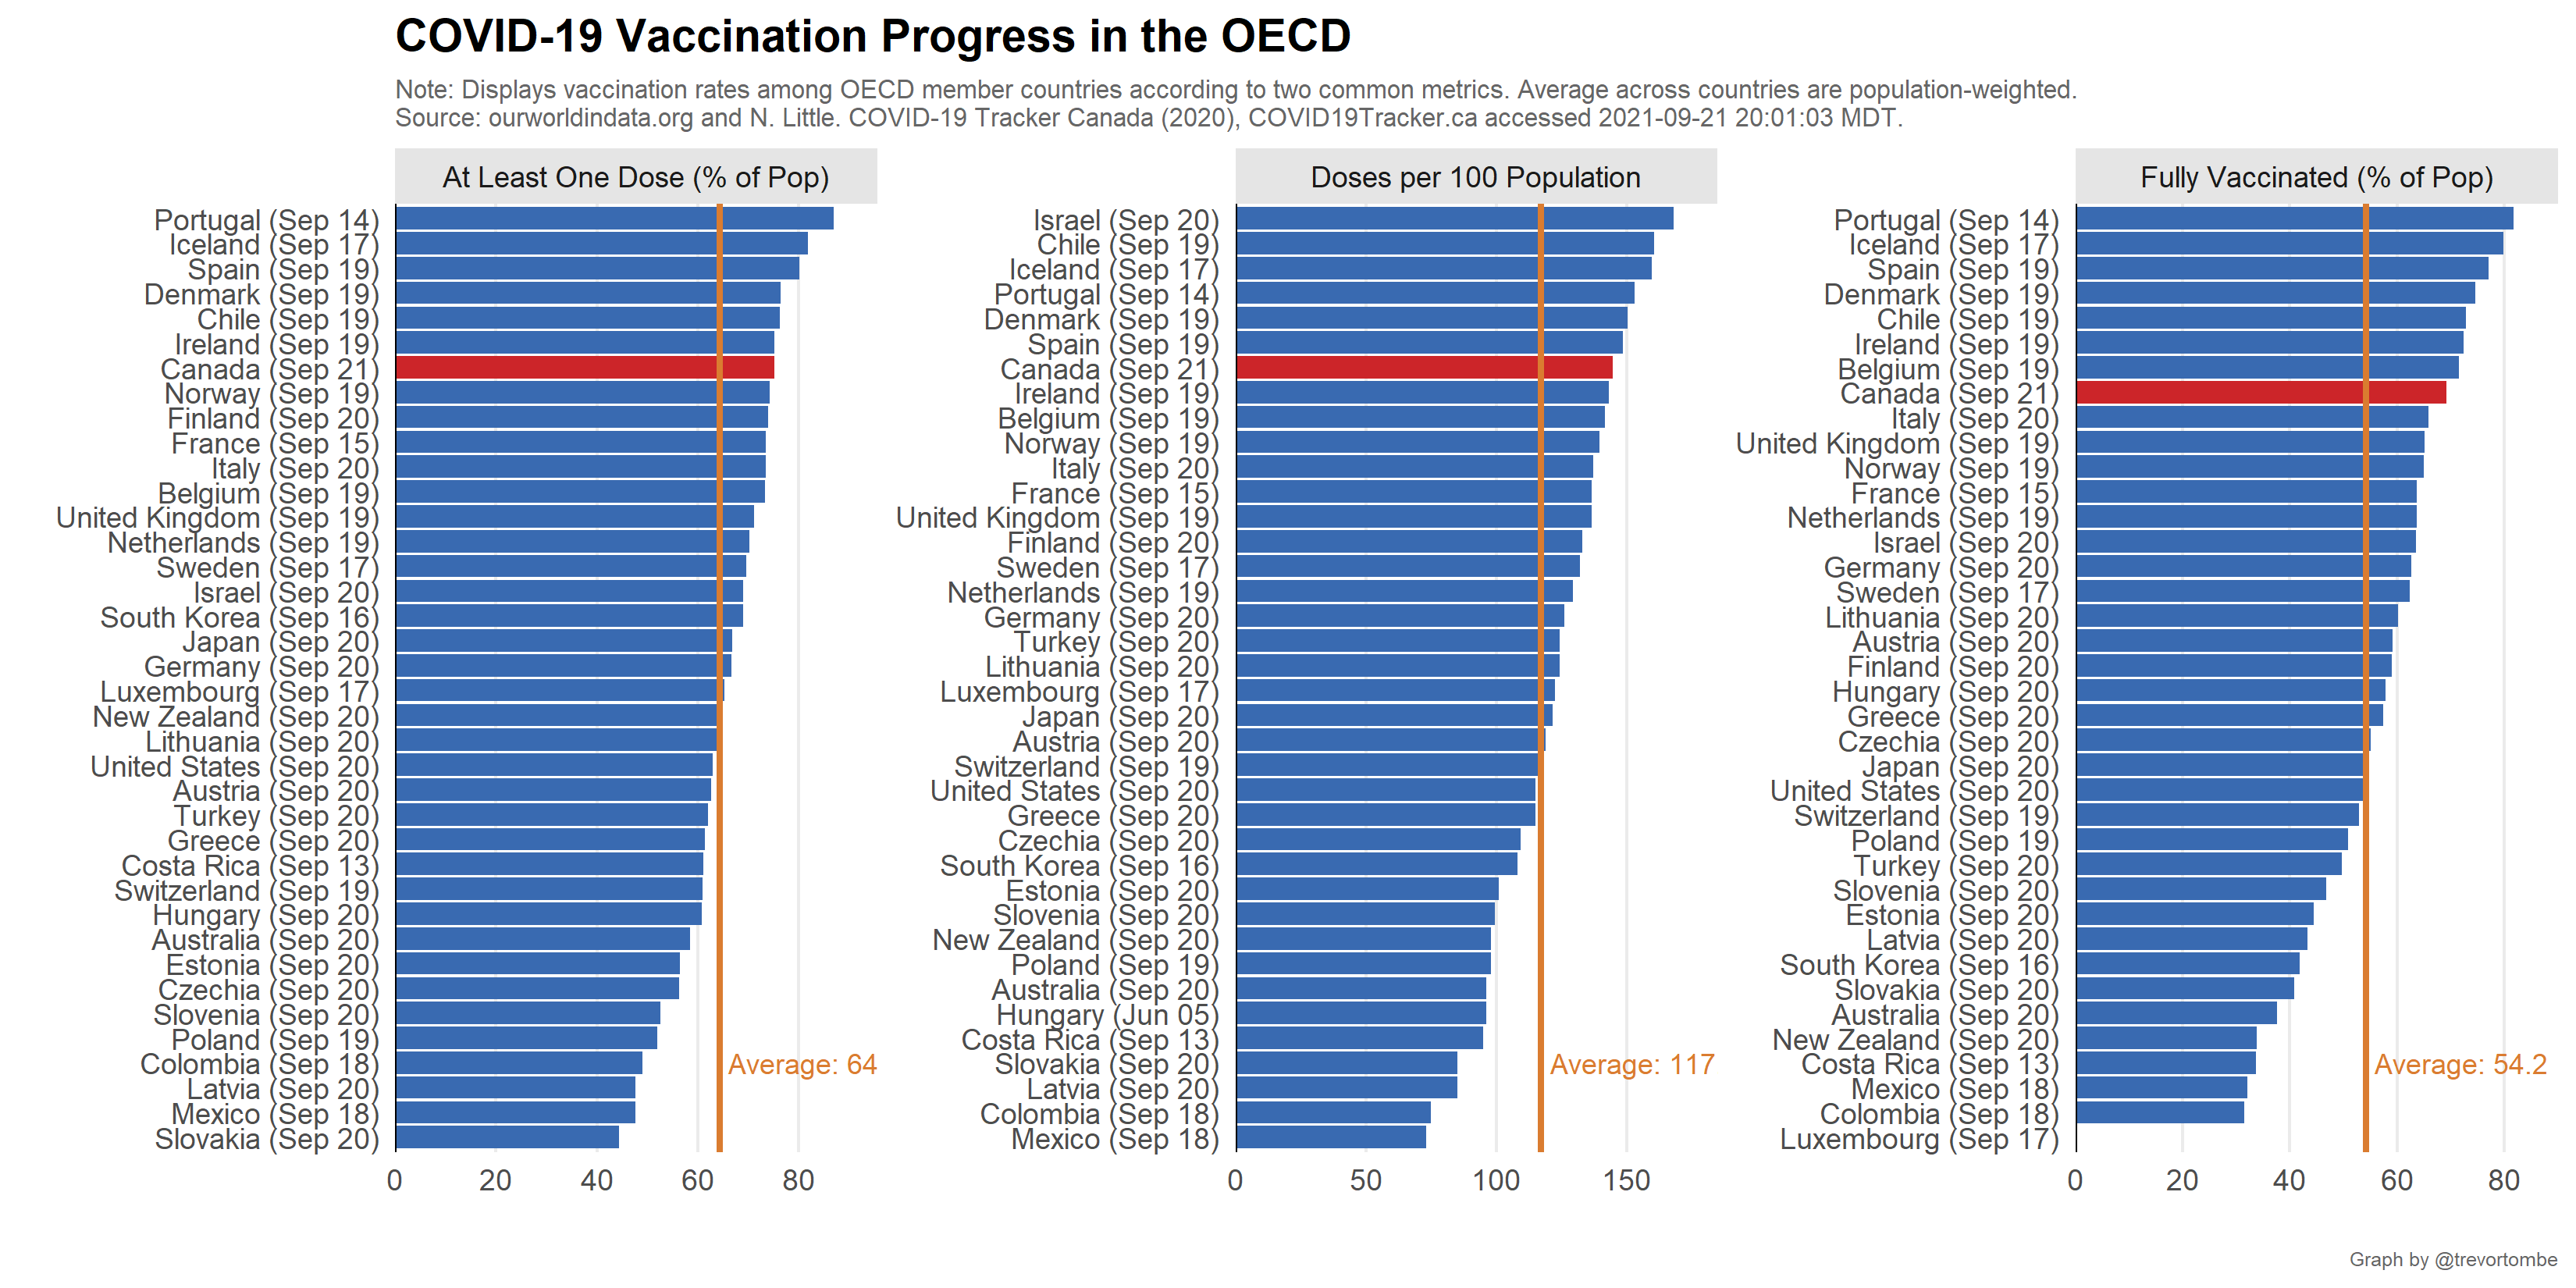 COVID-19 Vaccination Progress in the OECD
Note: Displays vaccination rates among OECD member countries according to two common metrics. Average across countries are population-weighted.
Source: ourworldindata.org and N. Little. COVID-19 Tracker Canada (2020), COVID19Tracker.ca accessed 2021-09-21 20:01:03 MDT.
At Least One Dose (% of Pop)
Portugal (Sep 14)
Iceland (Sep 17)
Spain (Sep 19)
Denmark (Sep 19)
Chile (Sep 19)
Ireland (Sep 19)
Canada (Sep 21)
Norway (Sep 19)
Finland (Sep 20)
France (Sep 15)
Italy (Sep 20)
Belgium (Sep 19)
United Kingdom (Sep 19)
Netherlands (Sep 19)
Sweden (Sep 17)
Israel (Sep 20)
South Korea (Sep 16)
Japan (Sep 20)
Germany (Sep 20)
Luxembourg (Sep 17)
New Zealand (Sep 20)
Lithuania (Sep 20)
United States (Sep 20)
Austria (Sep 20)
Turkey (Sep 20)
Greece (Sep 20)
Costa Rica (Sep 13)
Switzerland (Sep 19)
Hungary (Sep 20)
Australia (Sep 20)
Estonia (Sep 20)
Czechia (Sep 20)
Slovenia (Sep 20)
Poland (Sep 19)
Colombia (Sep 18)
Latvia (Sep 20)
Mexico (Sep 18)
Slovakia (Sep 20)
Average: 64
0 20 40 60 80
Doses per 100 Population
Israel (Sep 20)
Chile (Sep 19)
Iceland (Sep 17)
Portugal (Sep 14)
Denmark (Sep 19)
Spain (Sep 19)
Canada (Sep 21)
Ireland (Sep 19)
Belgium (Sep 19)
Norway (Sep 19)
Italy (Sep 20)
France (Sep 15)
United Kingdom (Sep 19)
Finland (Sep 20)
Sweden (Sep 17)
Netherlands (Sep 19)
Germany (Sep 20)
Turkey (Sep 20)
Lithuania (Sep 20)
Luxembourg (Sep 17)
Japan (Sep 20)
Austria (Sep 20)
Switzerland (Sep 19)
United States (Sep 20)
Greece (Sep 20)
Czechia (Sep 20)
South Korea (Sep 16)
Estonia (Sep 20)
Slovenia (Sep 20)
New Zealand (Sep 20)
Poland (Sep 19)
Australia (Sep 20)
Hungary (Jun 05)
Costa Rica (Sep 13)
Slovakia (Sep 20)
Latvia (Sep 20)
Colombia (Sep 18)
Mexico (Sep 18)
Average: 117
0 50 100 150
Fully Vaccinated (% of Pop)
Portugal (Sep 14)
Iceland (Sep 17)
Spain (Sep 19)
Denmark (Sep 19)
Chile (Sep 19)
Ireland (Sep 19)
Belgium (Sep 19)
Canada (Sep 21)
Italy (Sep 20)
United Kingdom (Sep 19)
Norway (Sep 19)
France (Sep 15)
Netherlands (Sep 19)
Israel (Sep 20)
Germany (Sep 20)
Sweden (Sep 17)
Lithuania (Sep 20)
Austria (Sep 20)
Finland (Sep 20)
Hungary (Sep 20)
Greece (Sep 20)
Czechia (Sep 20)
Japan (Sep 20)
United States (Sep 20)
Switzerland (Sep 19)
Poland (Sep 19)
Turkey (Sep 20)
Slovenia (Sep 20)
Estonia (Sep 20)
Latvia (Sep 20)
South Korea (Sep 16)
Slovakia (Sep 20)
Australia (Sep 20)
New Zealand (Sep 20)
Costa Rica (Sep 13)
Mexico (Sep 18)
Colombia (Sep 18)
Luxembourg (Sep 17)
Average: 54.2
0 20 40 60 80
Graph by @trevortombe